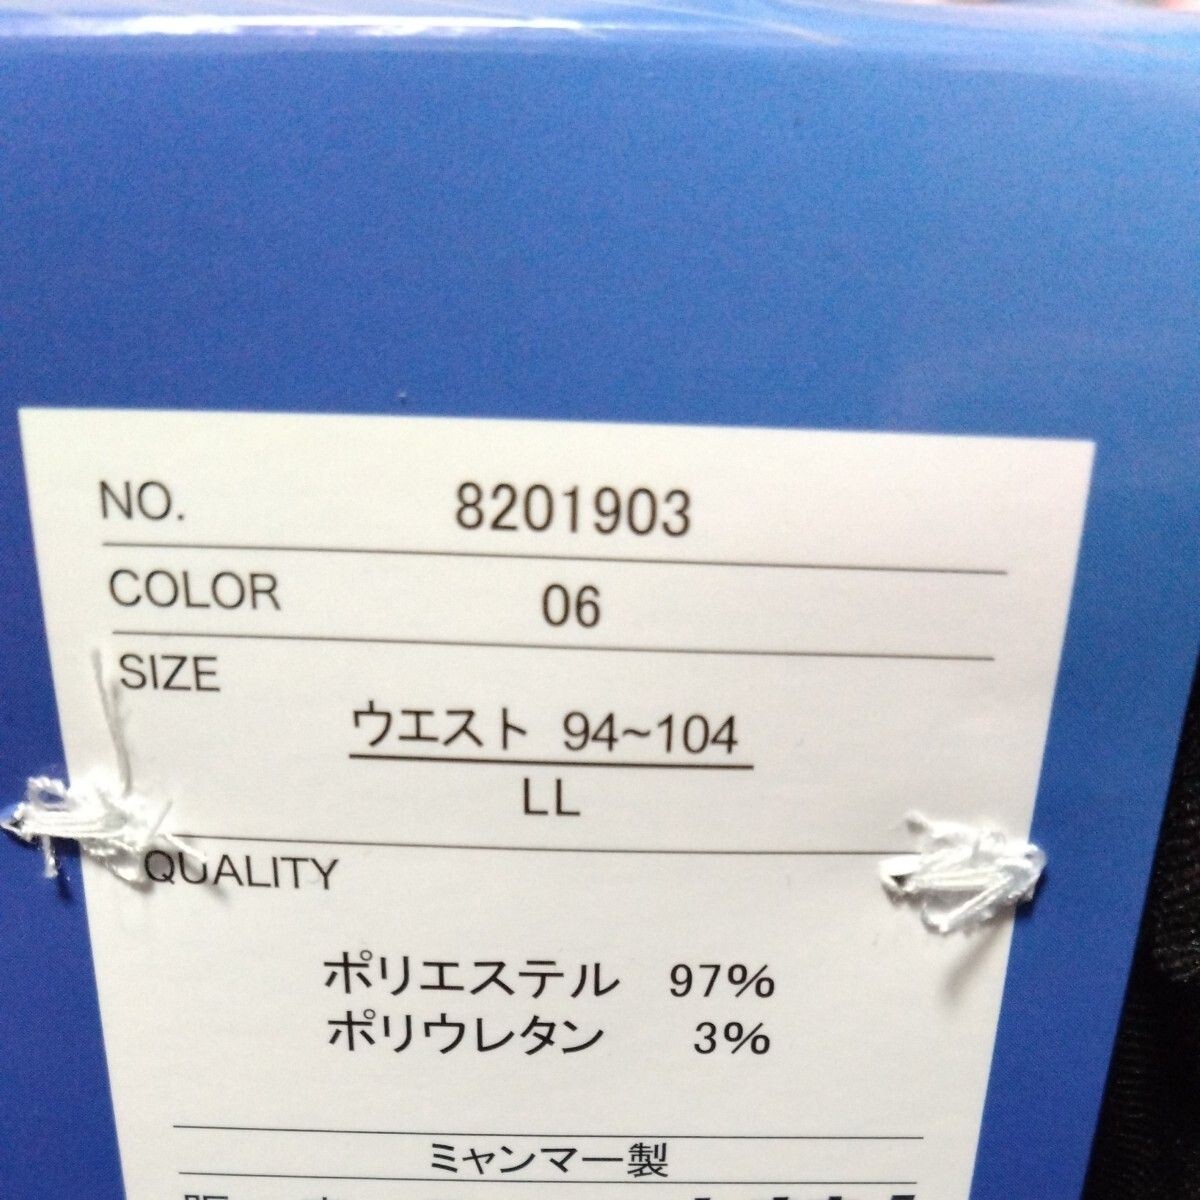 NO. 8201903
COLOR 06
SIZE
ウエスト 94~104
LL
QUALITY
ポリエステル 97%
ポリウレタン 3%
ミャンマー製